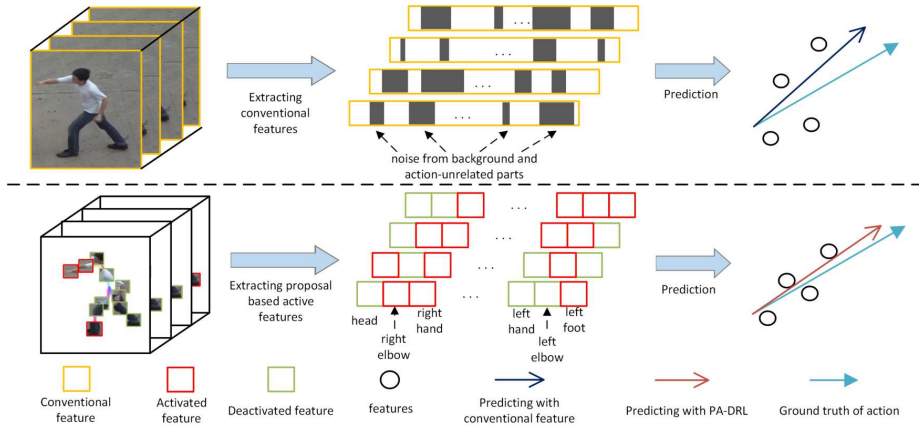 . . .
. . .
. . .
. . .
Extracting
conventional
features
Prediction
noise from background and
action-unrelated parts
. . .
. . .
. . .
. . .
Extracting proposal
based active
features
Prediction
head
right
elbow
right
hand
left
hand
left
elbow
left
foot
Conventional
feature
Activated
feature
Deactivated feature
features
Predicting with
conventional feature
Predicting with PA-DRL
Ground truth of action